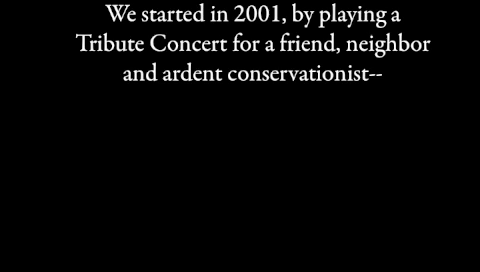 We started in 2001, by playing a
Tribute Concert for a friend, neighbor
and ardent conservationist--